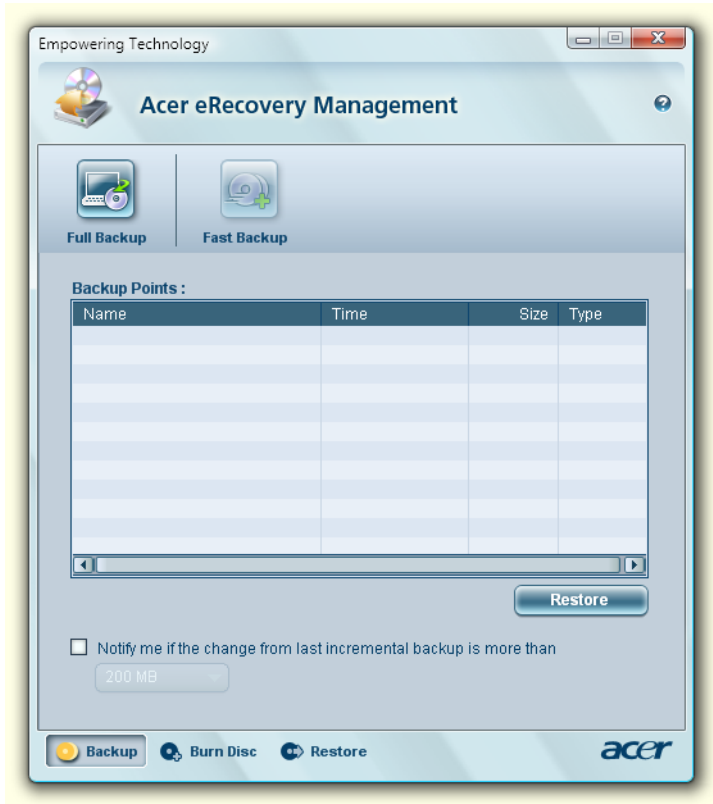 Empowering Technology
Acer eRecovery Management
Full Backup Fast Backup
Backup Points :
Name Time Size Type
Restore
Notify me if the change from last incremental backup is more than
200 MB
Backup Burn Disc Restore acer